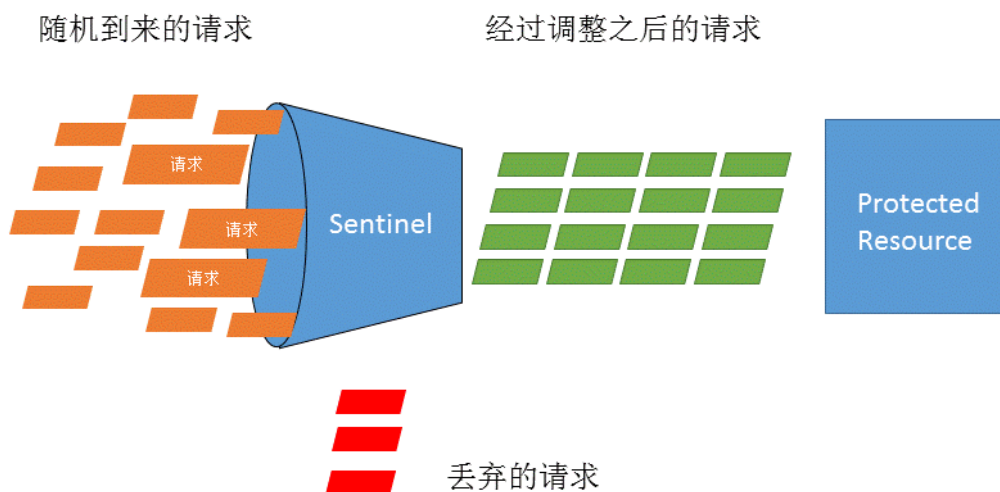 随机到来的请求
经过调整之后的请求
请求
请求
请求
Sentinel
Protected
Resource
丢弃的请求